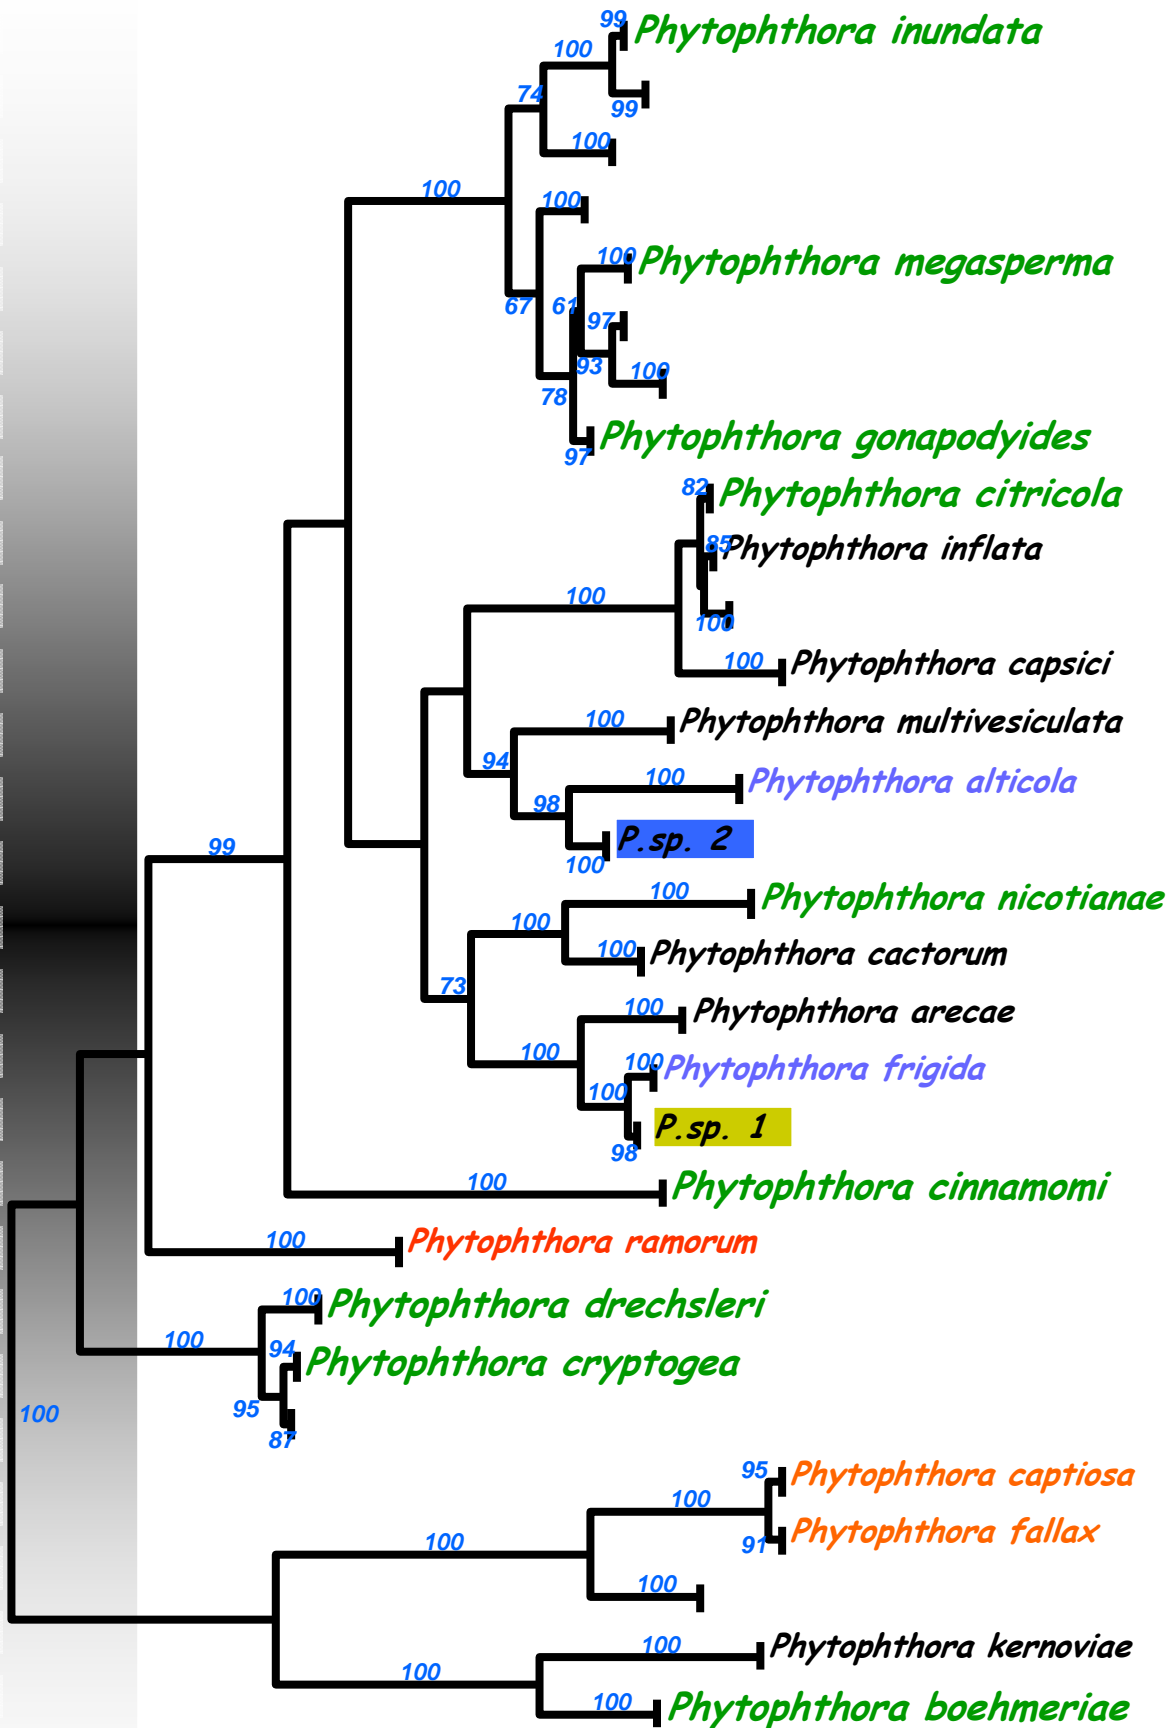 99
Phytophthora inundata
100
74
99
100
100
100
100
Phytophthora megasperma
67
61
97
93
100
78
Phytophthora gonapodyides
97
82
Phytophthora citricola
85
Phytophthora inflata
100
100
100
Phytophthora capsici
100
Phytophthora multivesiculata
94
100
Phytophthora alticola
98
P.sp. 2
99
100
100
Phytophthora nicotianae
100
100
Phytophthora cactorum
73
100
Phytophthora arecae
100
100
Phytophthora frigida
100
P.sp. 1
98
100
Phytophthora cinnamomi
100
Phytophthora ramorum
100
Phytophthora drechsleri
100
94
Phytophthora cryptogea
95
100
87
95
Phytophthora captiosa
100
100
Phytophthora fallax
91
100
100
Phytophthora kernoviae
100
100
Phytophthora boehmeriae